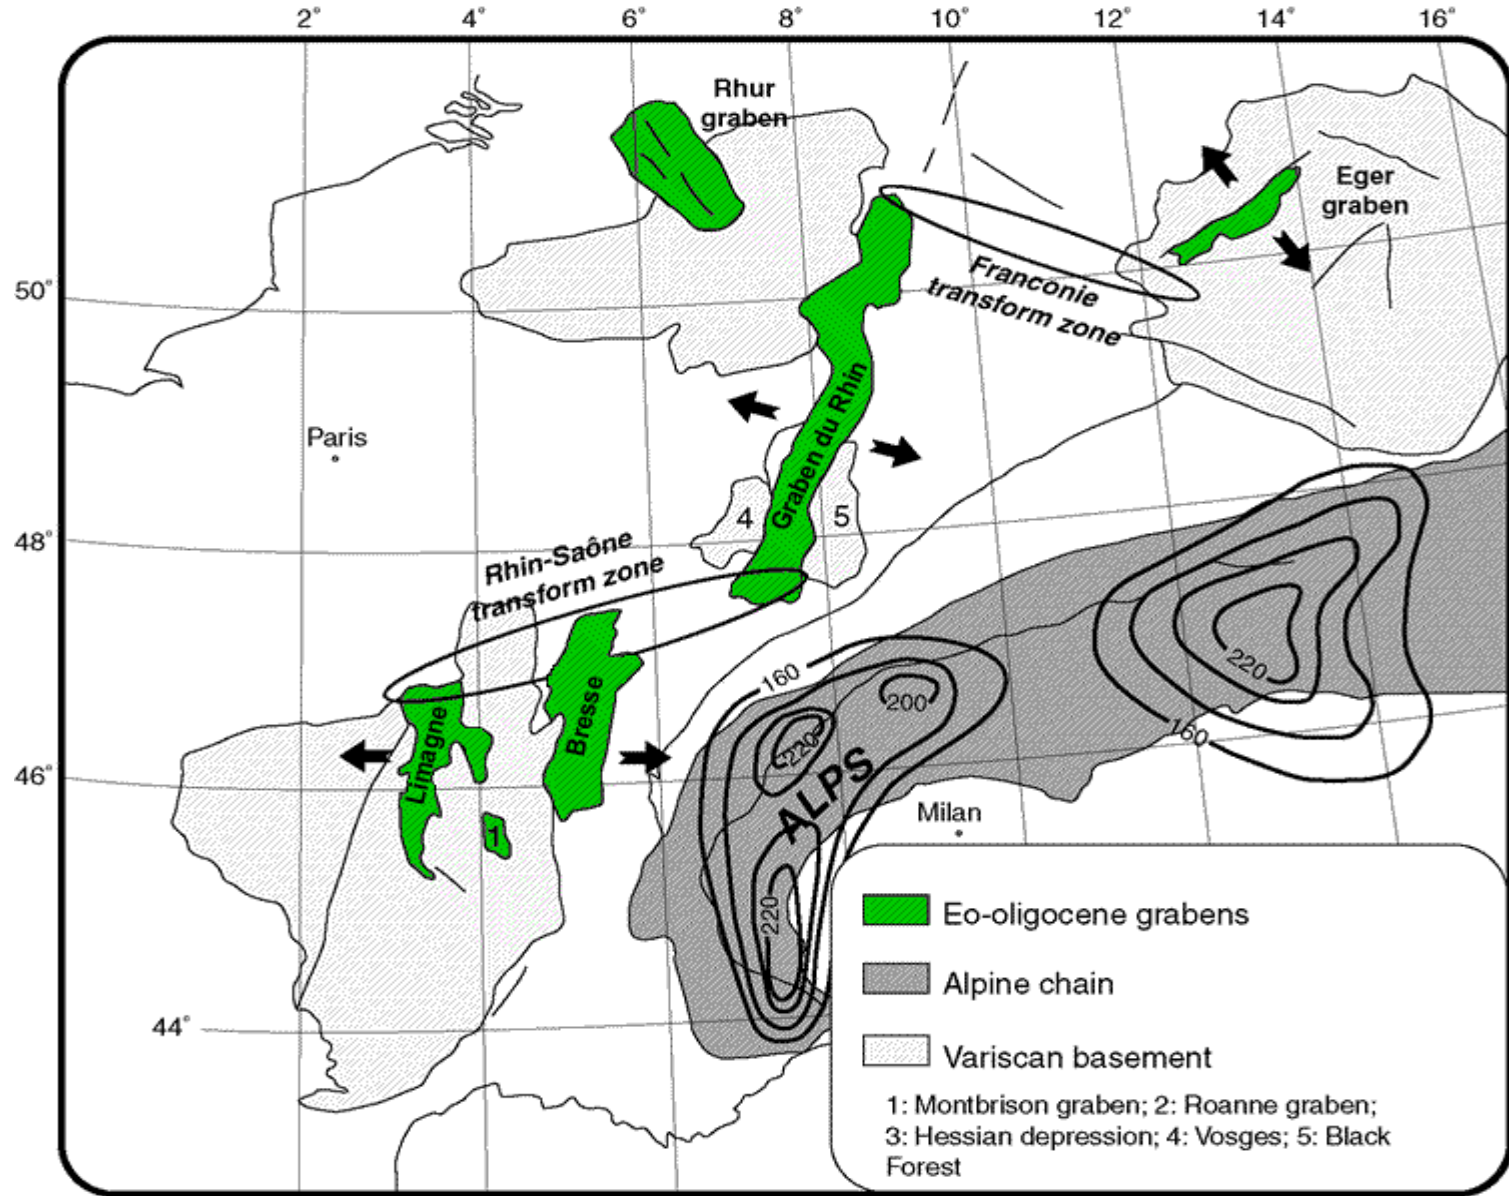 2° 4° 6° 8° 10° 12° 14° 16°
Rhur
graben
Eger
graben
50°
Franconie
transform zone
Graben du Rhin
Paris
4
5
48°
Rhin-Saône
transform zone
160
200
220
220
160
Limagne
Bresse
46°
ALPS
Milan
1
220
44°
Eo-oligocene grabens
Alpine chain
Variscan basement
1: Montbrison graben; 2: Roanne graben;
3: Hessian depression; 4: Vosges; 5: Black
Forest